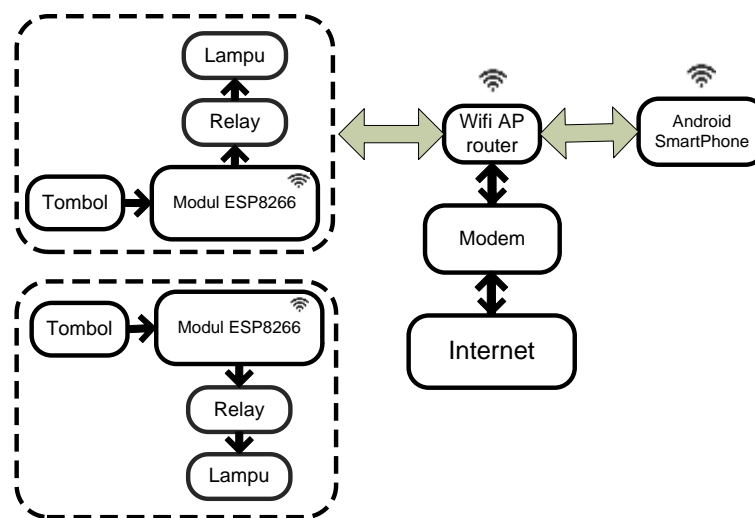 Lampu
Relay
Tombol
Modul ESP8266
Wifi AP
router
Android
SmartPhone
Modem
Internet
Tombol
Modul ESP8266
Relay
Lampu